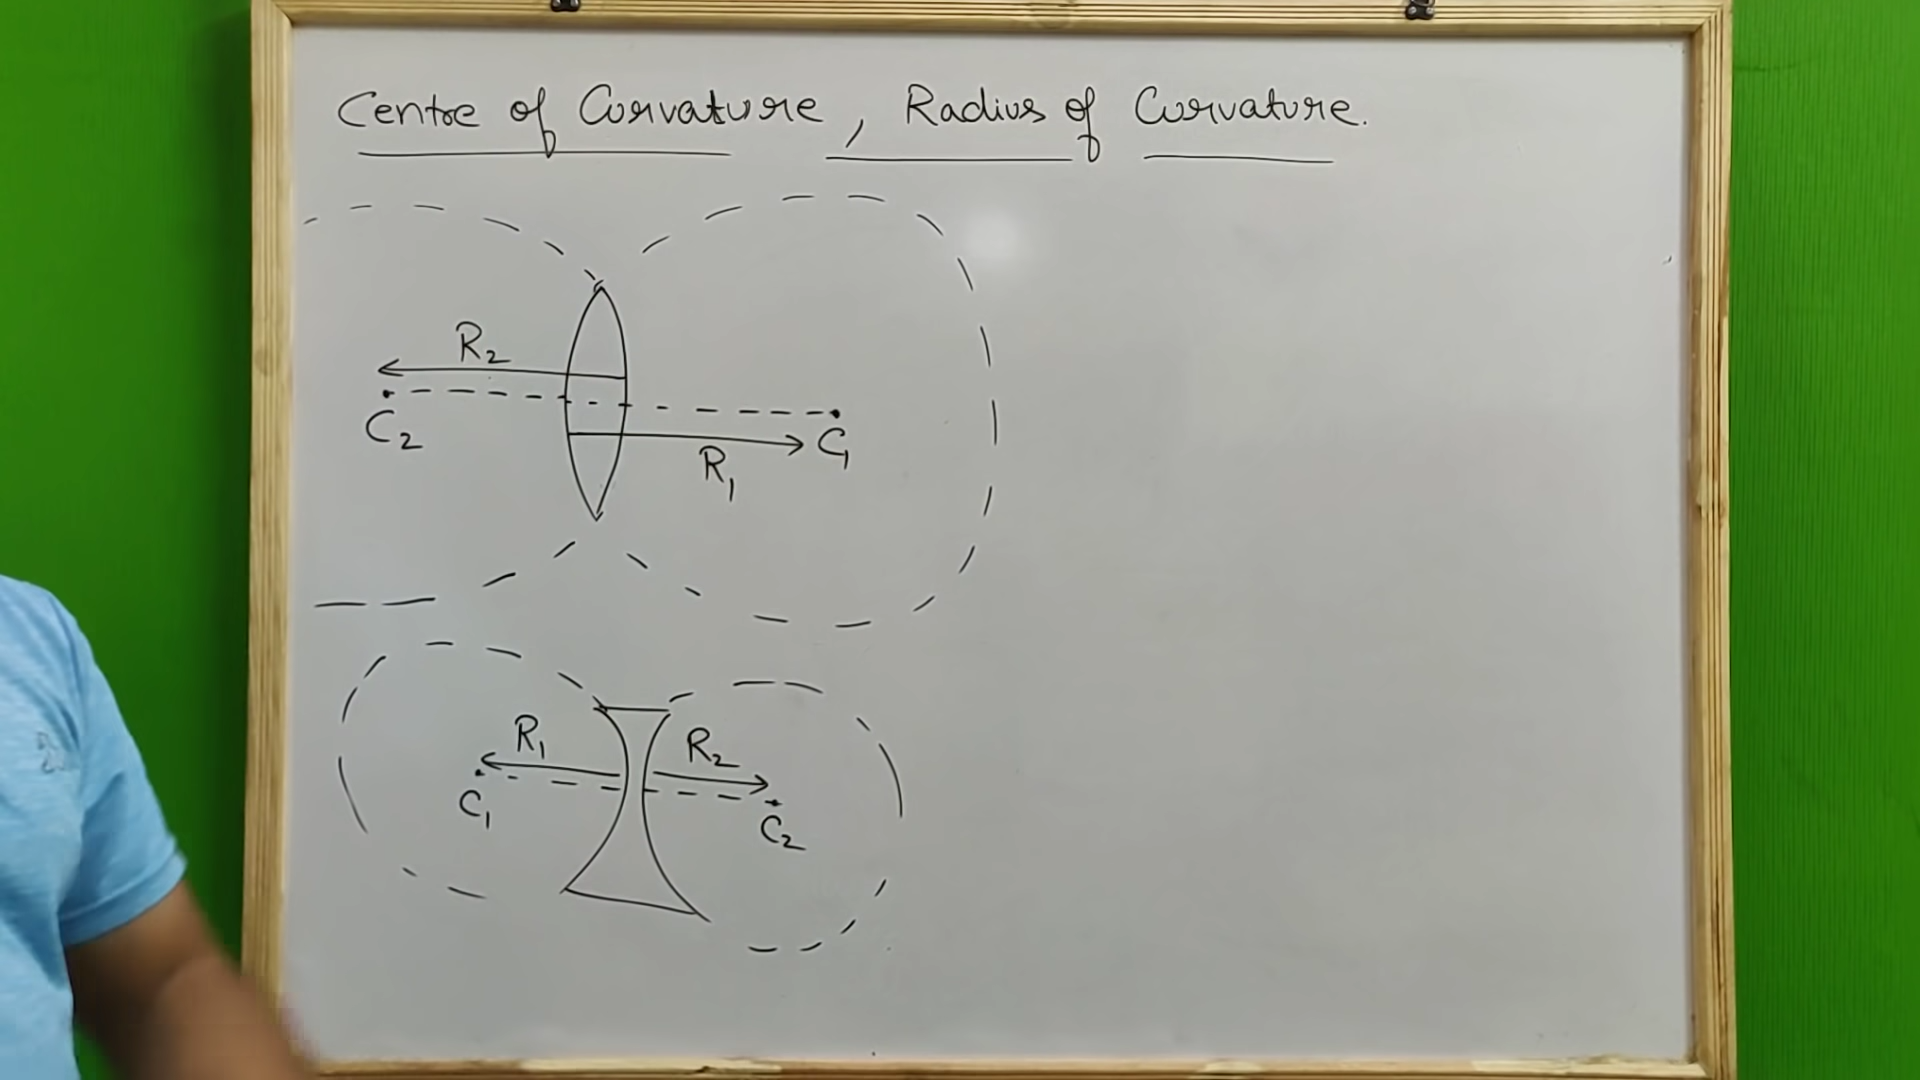 Centre of Curvature, Radius of Curvature.
R₂
C₂
C₁
R₁
R₁
R₂
C₁
C₂